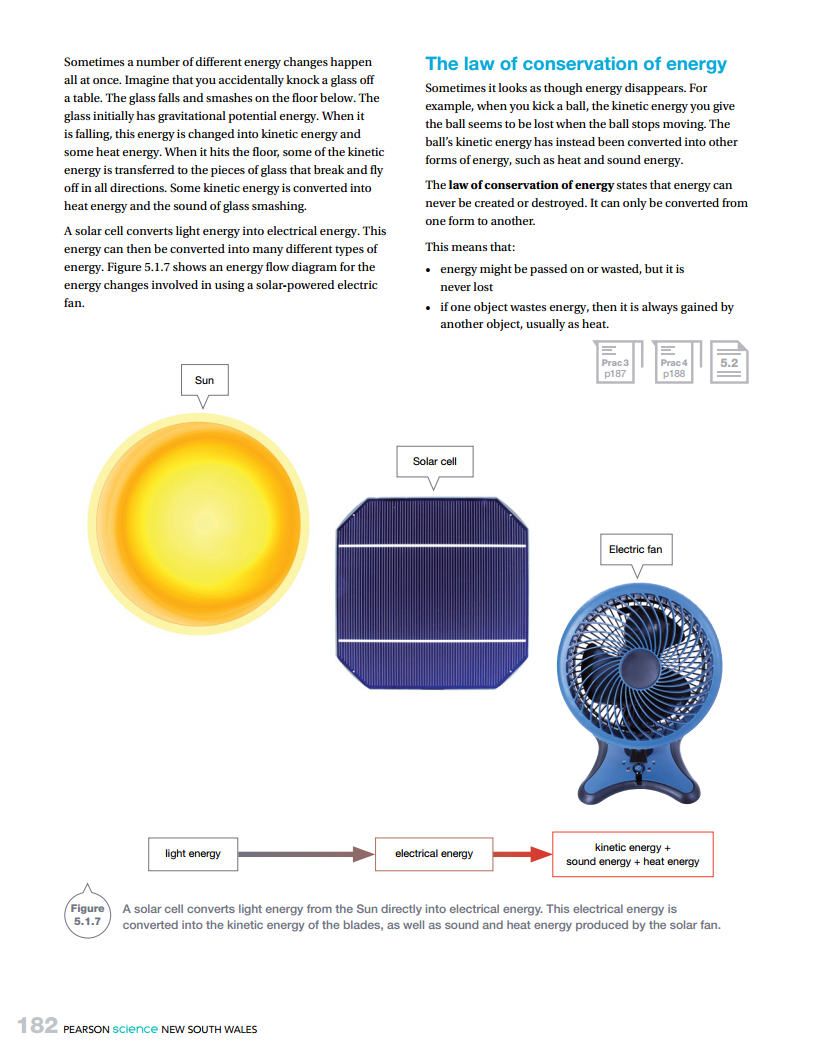 Sometimes a number of different energy changes happen
all at once. Imagine that you accidentally knock a glass off
a table. The glass falls and smashes on the floor below. The
glass initially has gravitational potential energy. When it
is falling, this energy is changed into kinetic energy and
some heat energy. When it hits the floor, some of the kinetic
energy is transferred to the pieces of glass that break and fly
off in all directions. Some kinetic energy is converted into
heat energy and the sound of glass smashing.
A solar cell converts light energy into electrical energy. This
energy can then be converted into many different types of
energy. Figure 5.1.7 shows an energy flow diagram for the
energy changes involved in using a solar-powered electric
fan.
The law of conservation of energy
Sometimes it looks as though energy disappears. For
example, when you kick a ball, the kinetic energy you give
the ball seems to be lost when the ball stops moving. The
ball's kinetic energy has instead been converted into other
forms of energy, such as heat and sound energy.
The law of conservation of energy states that energy can
never be created or destroyed. It can only be converted from
one form to another.
This means that:
• energy might be passed on or wasted, but it is
never lost
• if one object wastes energy, then it is always gained by
another object, usually as heat.
Prac 3
p187
Prac 4
p188
5.2
Sun
Solar cell
Electric fan
light energy
electrical energy
kinetic energy +
sound energy + heat energy
Figure
5.1.7
A solar cell converts light energy from the Sun directly into electrical energy. This electrical energy is
converted into the kinetic energy of the blades, as well as sound and heat energy produced by the solar fan.
182 PEARSON science NEW SOUTH WALES